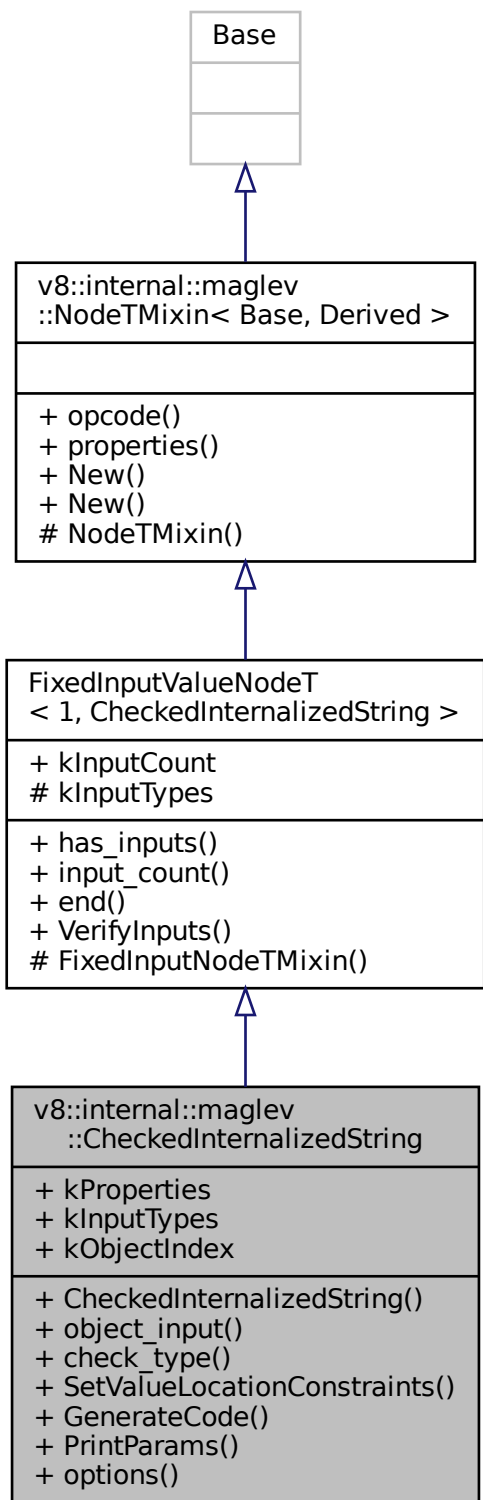 Base
v8::internal::maglev
::NodeTMixin< Base, Derived >
+ opcode()
+ properties()
+ New()
+ New()
# NodeTMixin()
FixedInputValueNodeT
< 1, CheckedInternalizedString >
+ kInputCount
# kInputTypes
+ has_inputs()
+ input_count()
+ end()
+ VerifyInputs()
# FixedInputNodeTMixin()
v8::internal::maglev
::CheckedInternalizedString
+ kProperties
+ kInputTypes
+ kObjectIndex
+ CheckedInternalizedString()
+ object_input()
+ check_type()
+ SetValueLocationConstraints()
+ GenerateCode()
+ PrintParams()
+ options()